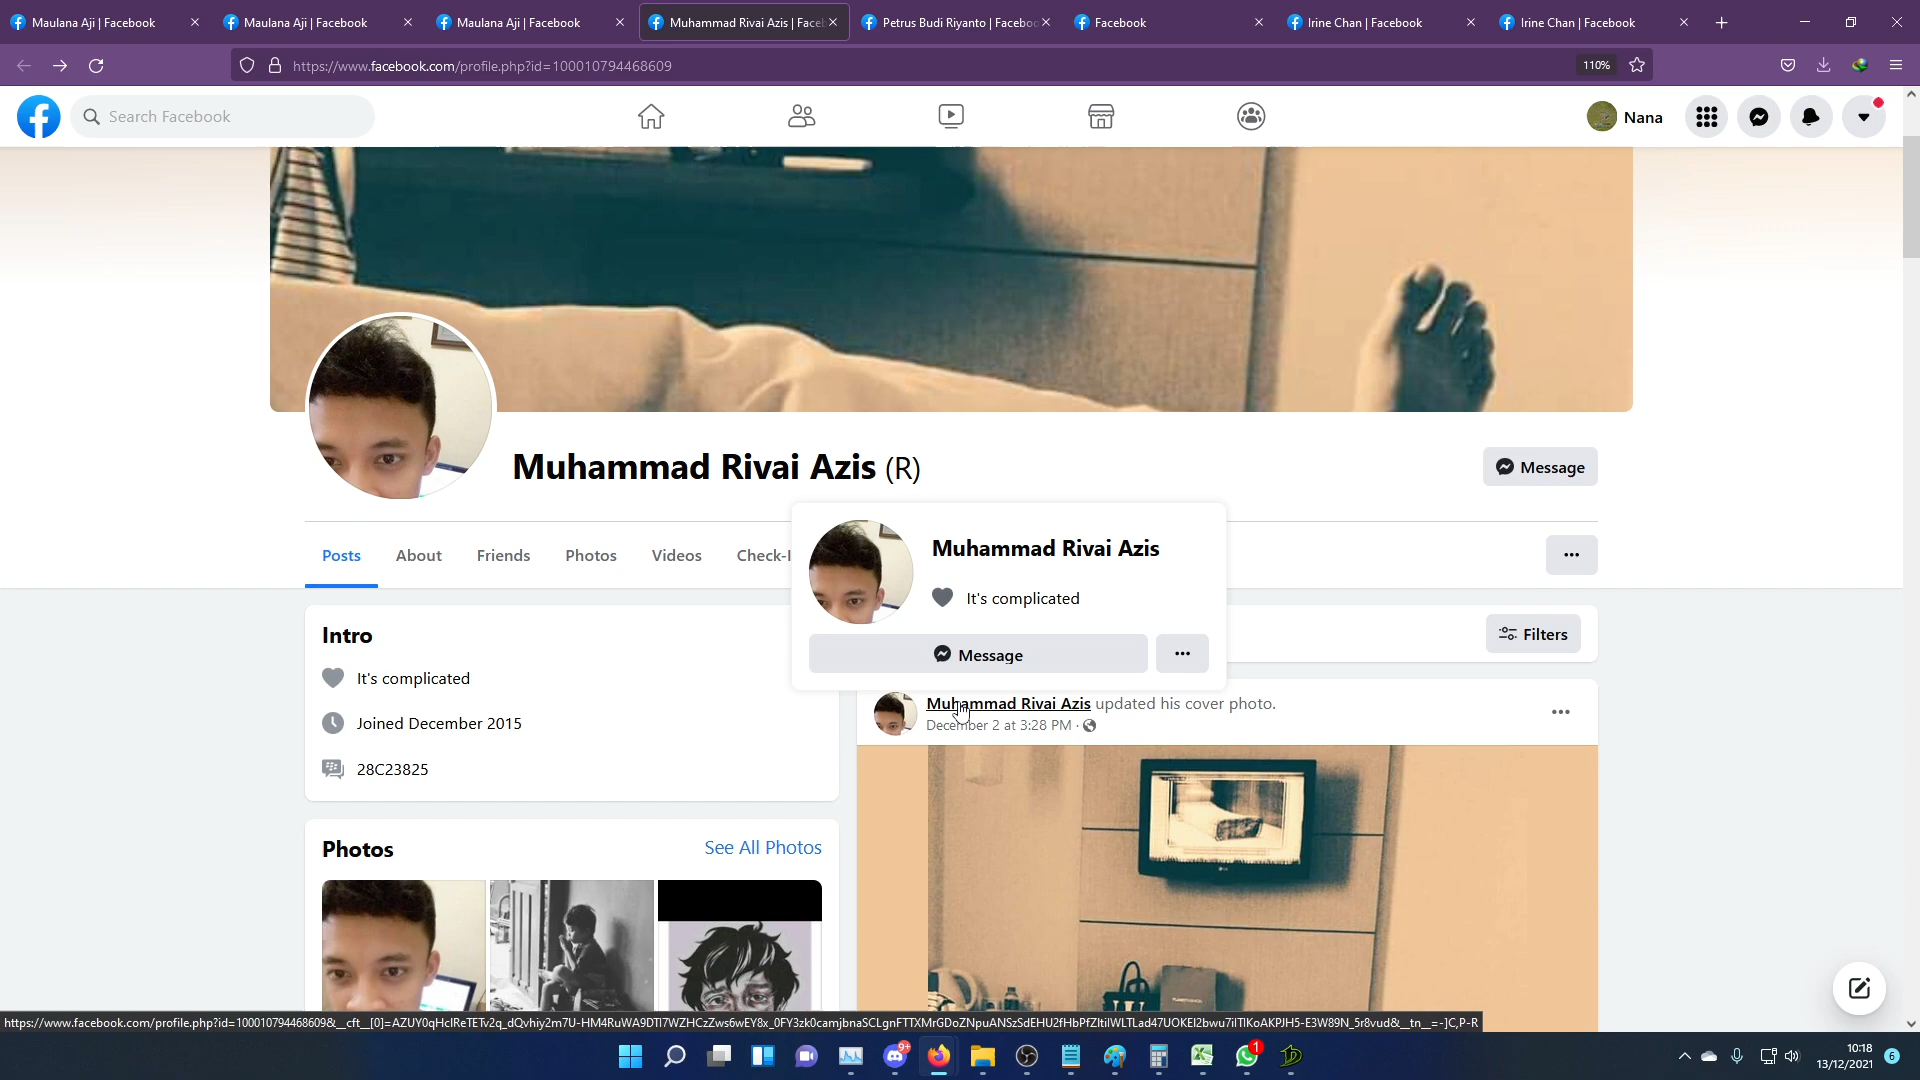 Maulana Aji | Facebook
Maulana Aji | Facebook
Maulana Aji | Facebook
Muhammad Rivai Azis | Faceb
Petrus Budi Riyanto | Faceboo
Facebook
Irine Chan | Facebook
Irine Chan | Facebook
https://www.facebook.com/profile.php?id=100010794468609
110%
Search Facebook
Nana
Muhammad Rivai Azis (R)
Message
Posts
About
Friends
Photos
Videos
Check-I
Muhammad Rivai Azis
It's complicated
Message
Intro
It's complicated
Joined December 2015
28C23825
Filters
Muhammad Rivai Azis updated his cover photo.
December 2 at 3:28 PM ·
Photos
See All Photos
9+
1
10:18
13/12/2021
6